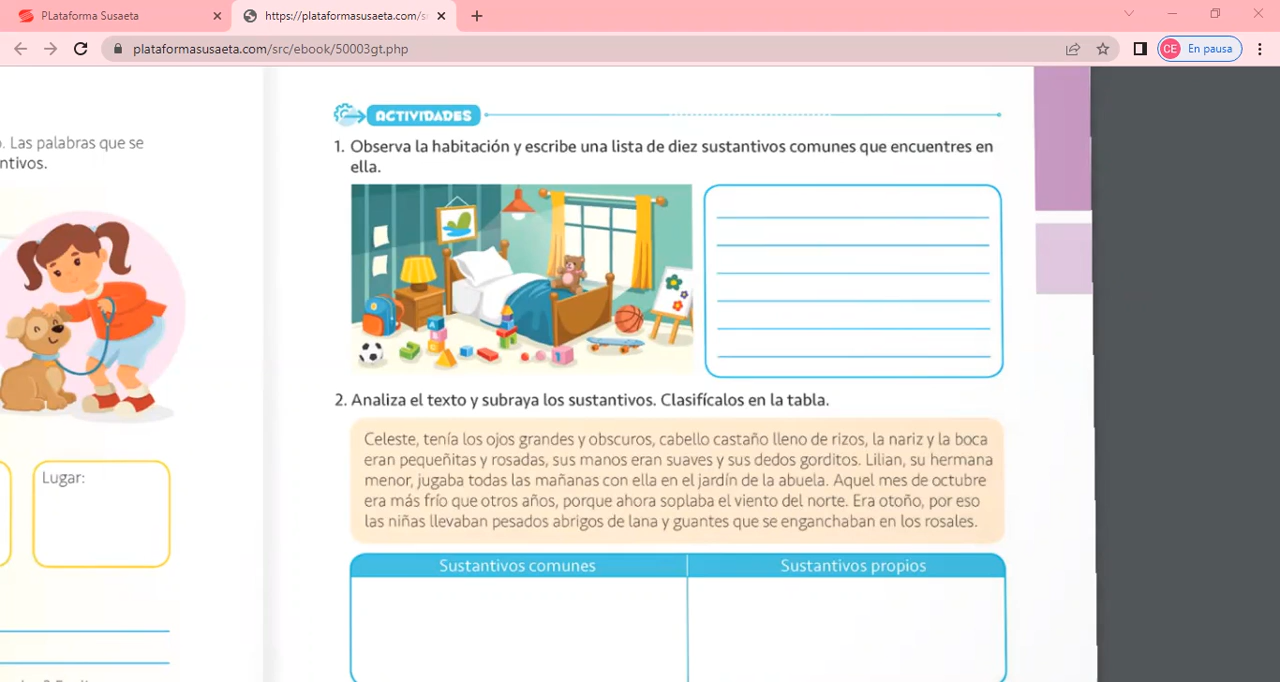 PLataforma Susaeta
https://plataformasusaeta.com/s
plataformasusaeta.com/src/ebook/50003gt.php
CE
En pausa
. Las palabras que se
ntivos.
Lugar:
ACTIVIDADES
1. Observa la habitación y escribe una lista de diez sustantivos comunes que encuentres en
ella.
2. Analiza el texto y subraya los sustantivos. Clasifícalos en la tabla.
Celeste, tenía los ojos grandes y obscuros, cabello castaño lleno de rizos, la nariz y la boca
eran pequeñitas y rosadas, sus manos eran suaves y sus dedos gorditos. Lilian, su hermana
menor, jugaba todas las mañanas con ella en el jardín de la abuela. Aquel mes de octubre
era más frío que otros años, porque ahora soplaba el viento del norte. Era otoño, por eso
las niñas llevaban pesados abrigos de lana y guantes que se enganchaban en los rosales.
Sustantivos comunes
Sustantivos propios